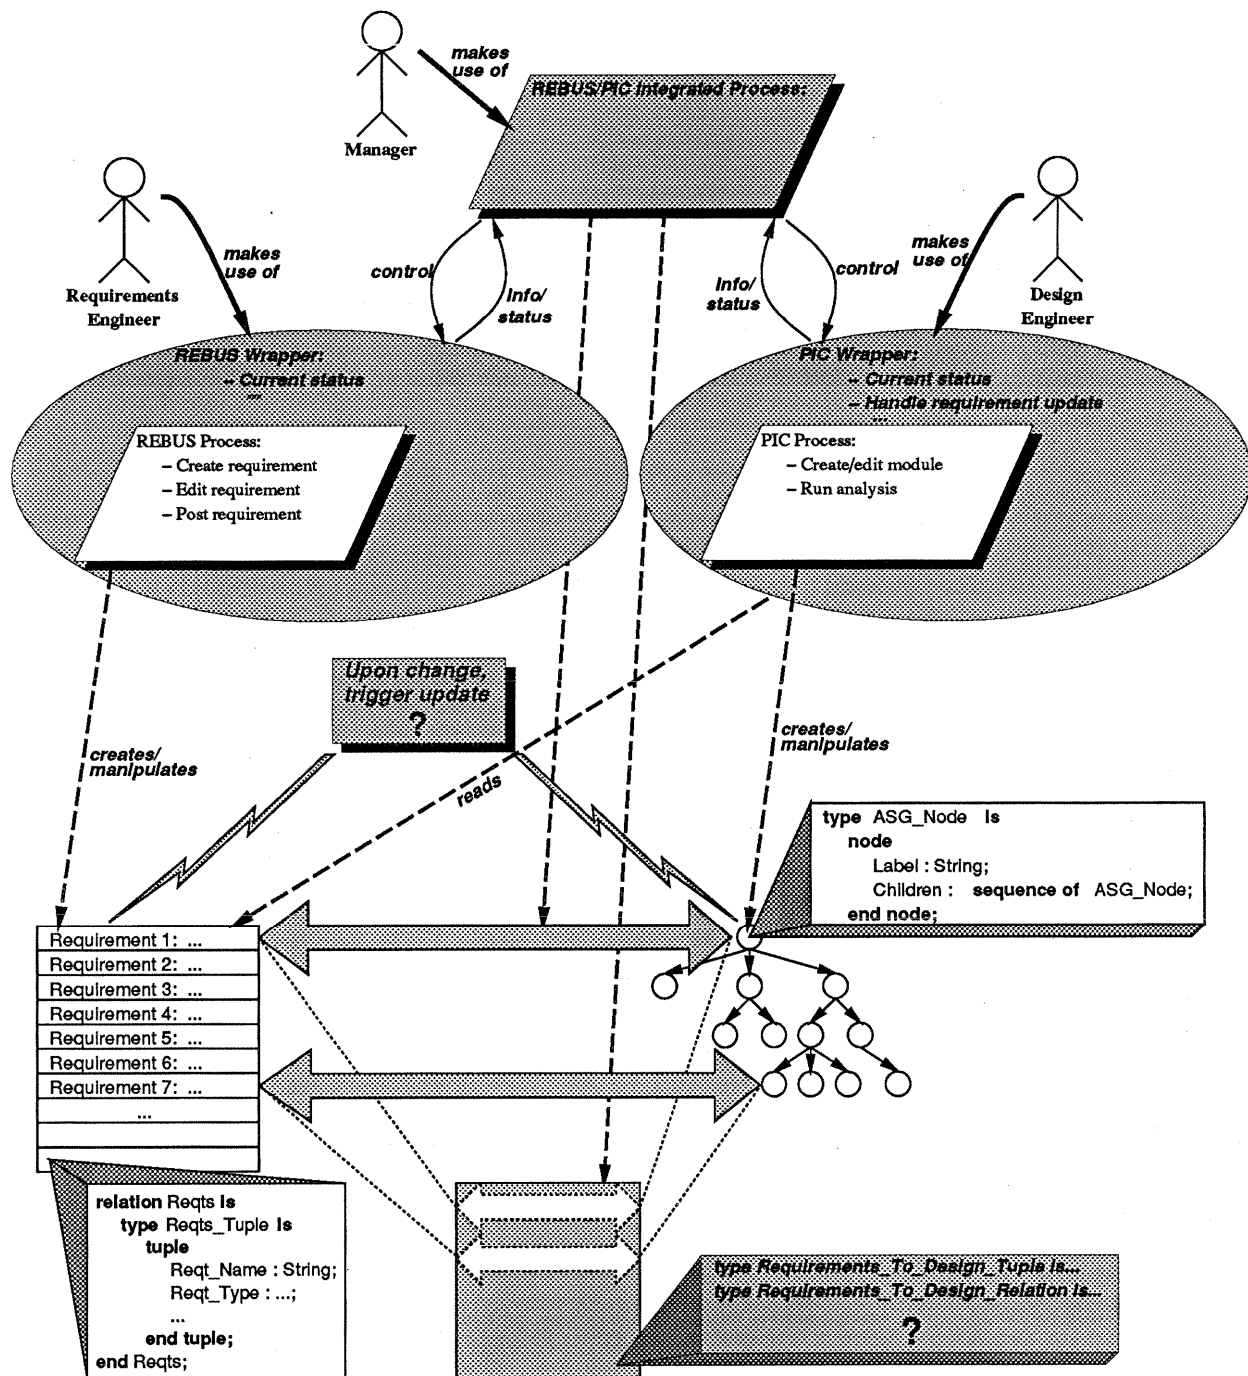 makes
use of
REBUS/PIC Integrated Process:
Manager
makes
use of
Requirements
Engineer
control
Info/
status
Info/
status
control
makes
use of
Design
Engineer
REBUS Wrapper:
– Current status
...
REBUS Process:
– Create requirement
– Edit requirement
– Post requirement
PIC Wrapper:
– Current status
– Handle requirement update
...
PIC Process:
– Create/edit module
– Run analysis
Upon change,
trigger update
?
creates/
manipulates
reads
creates/
manipulates
type ASG_Node is
node
Label : String;
Children : sequence of ASG_Node;
end node;
Requirement 1: ...
Requirement 2: ...
Requirement 3: ...
Requirement 4: ...
Requirement 5: ...
Requirement 6: ...
Requirement 7: ...
...
relation Reqts is
type Reqts_Tuple is
tuple
Reqt_Name : String;
Reqt_Type : ...;
...
end tuple;
end Reqts;
type Requirements_To_Design_Tuple is...
type Requirements_To_Design_Relation is...
?